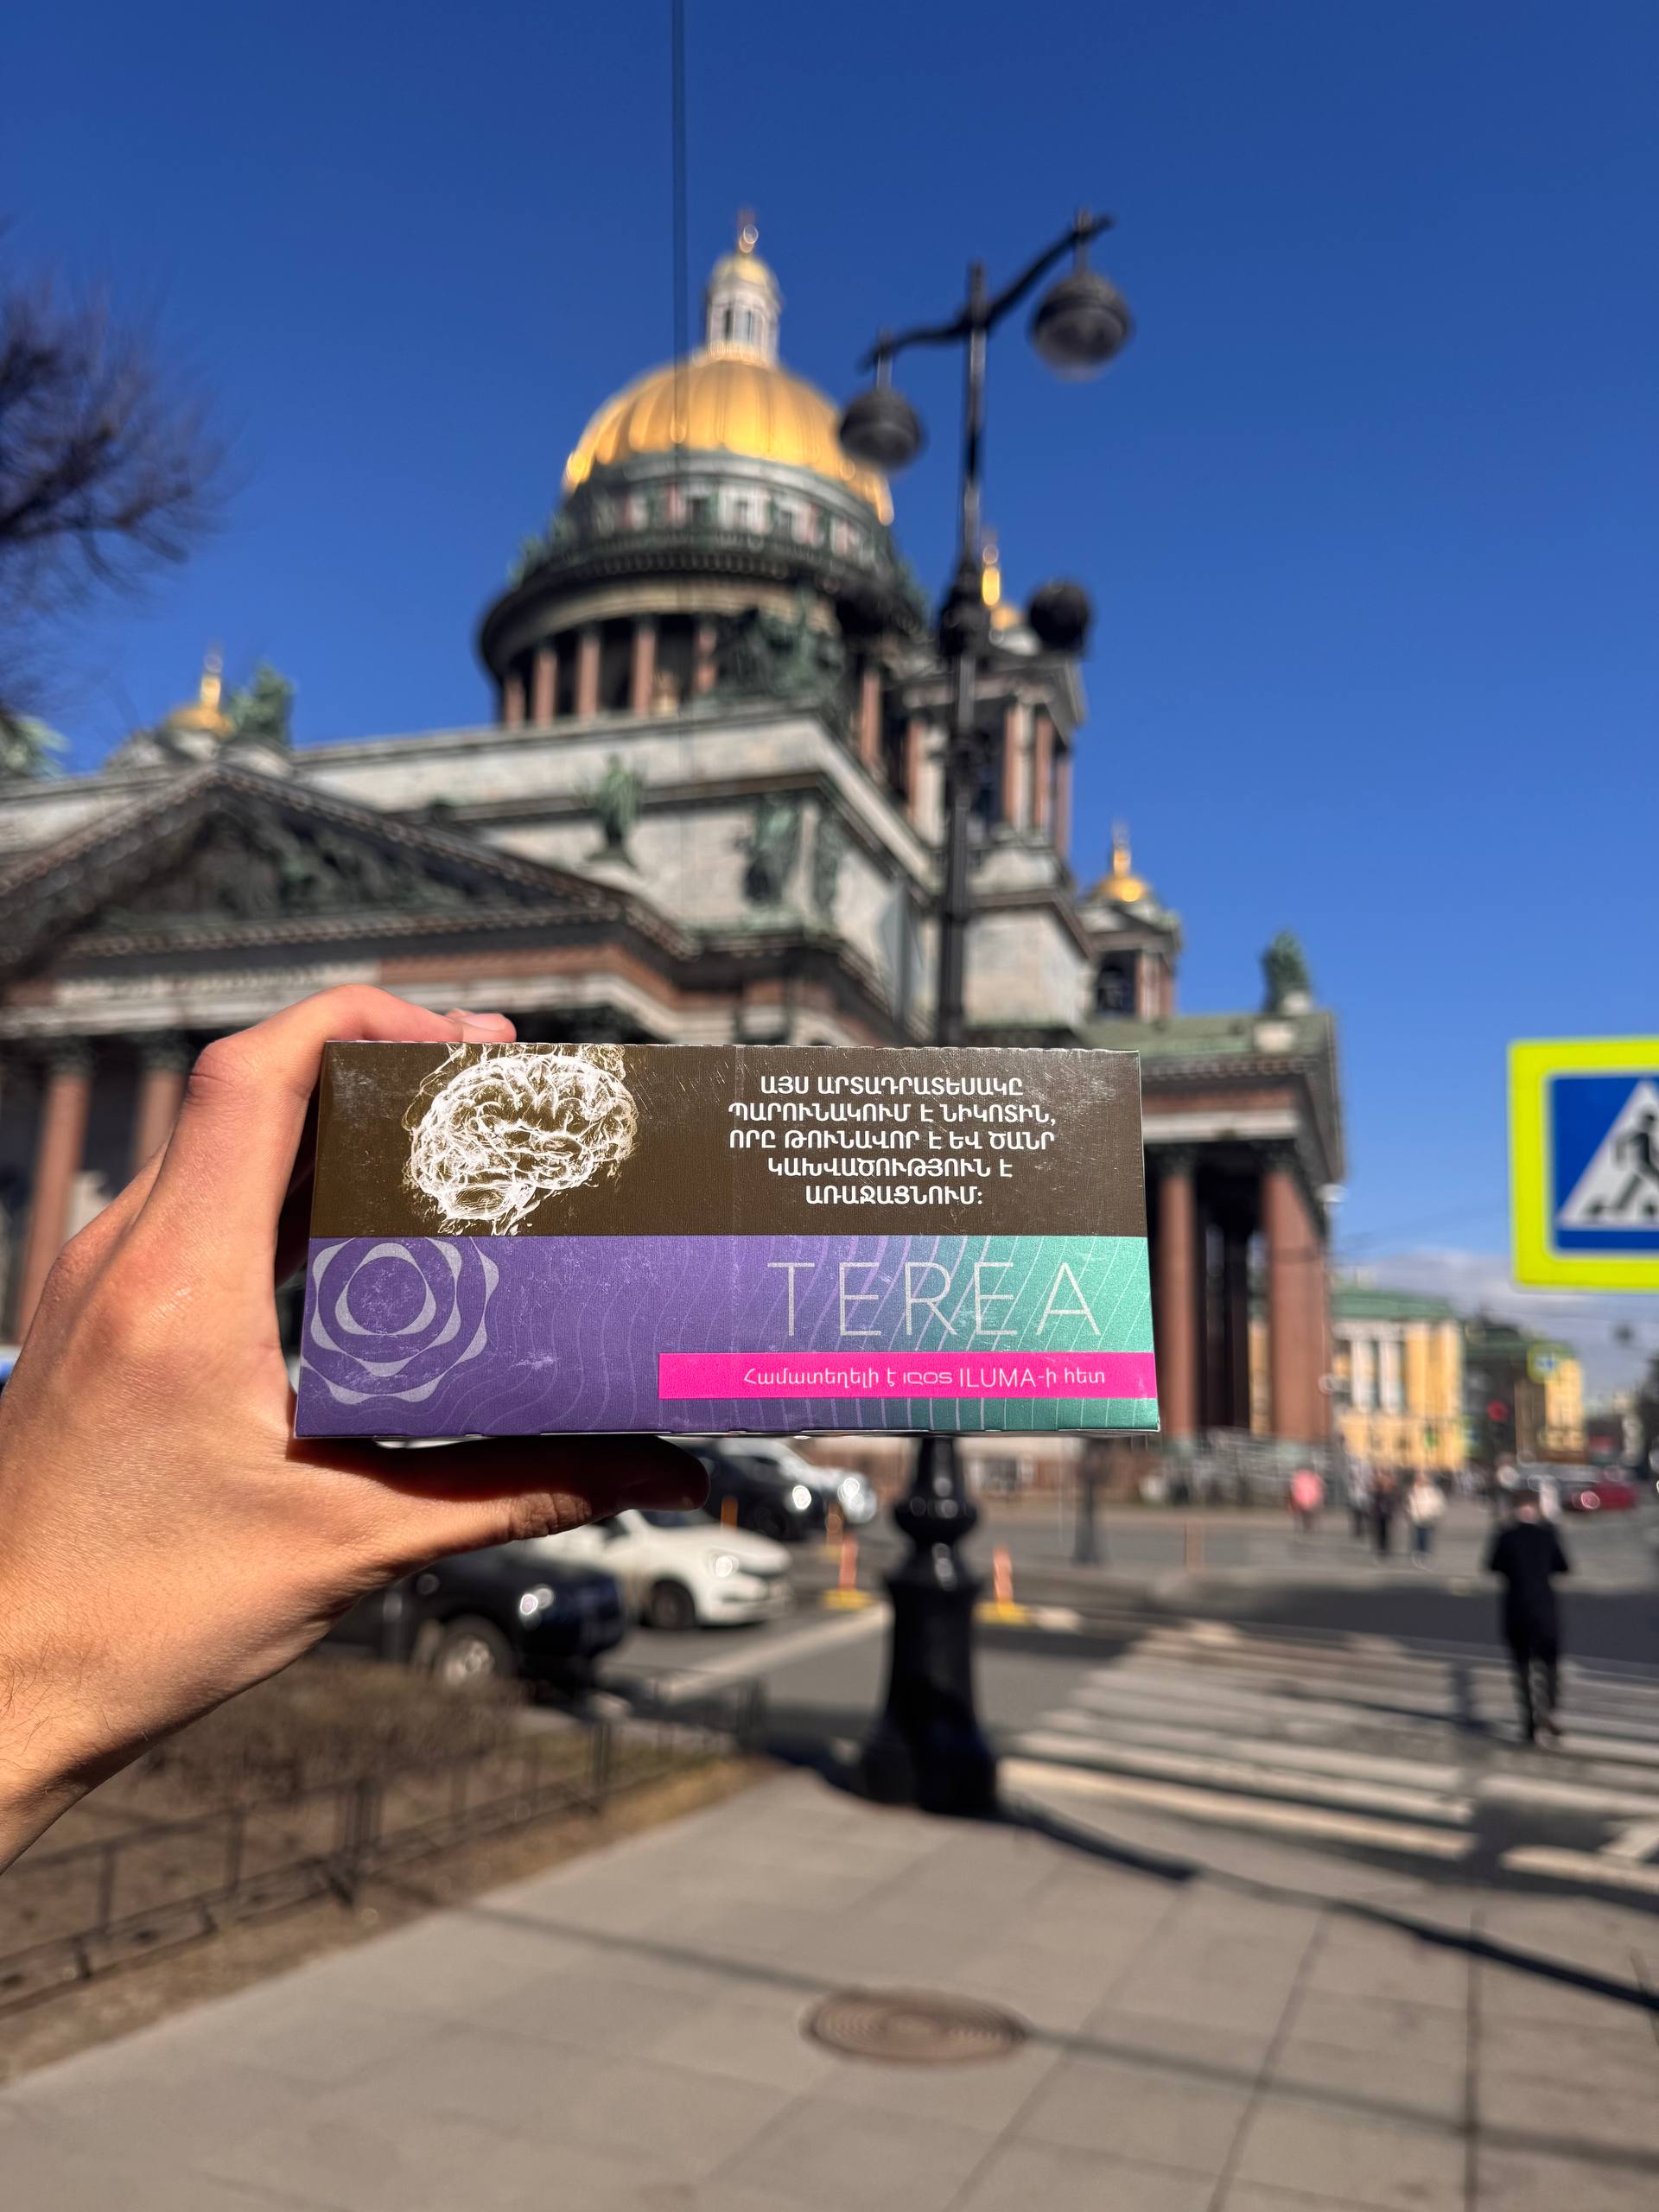 ԱՅՍ ԱՐՏԱԴՐԱՏԵՍԱԿԸ
ՊԱՐՈՒՆԱԿՈՒՄ Է ՆԻԿՈՏԻՆ,
ՈՐԸ ԹՈՒՆԱՎՈՐ Է ԵՎ ԾԱՆՐ
ԿԱԽՎԱԾՈՒԹՅՈՒՆ Է
ԱՌԱՋԱՑՆՈՒՄ:
TEREA
Համատեղելի է IQOS ILUMA-ի հետ